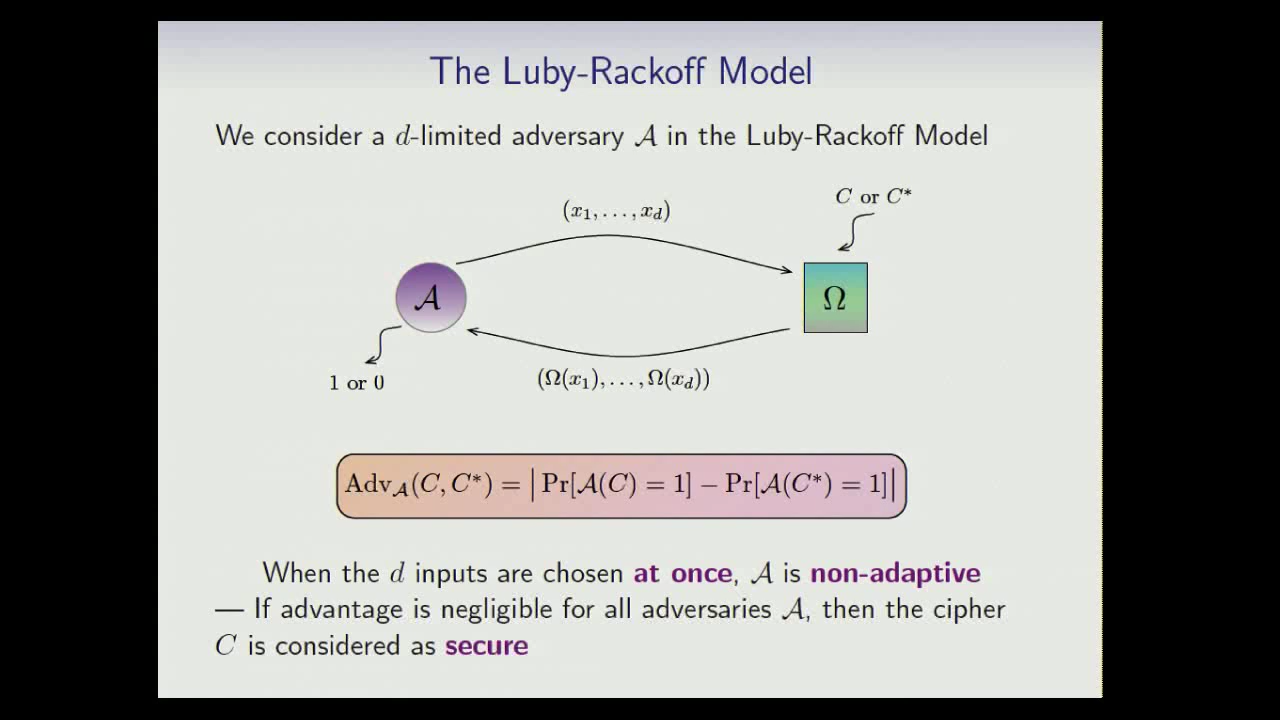 The Luby-Rackoff Model
We consider a d-limited adversary 𝒜 in the Luby-Rackoff Model
C or C*
(x₁, . . . , x_d)
𝒜
Ω
1 or 0
(Ω(x₁), . . . , Ω(x_d))
Adv_𝒜(C, C*) = | Pr[𝒜(C) = 1] − Pr[𝒜(C*) = 1]|
When the d inputs are chosen at once, 𝒜 is non-adaptive
— If advantage is negligible for all adversaries 𝒜, then the cipher
C is considered as secure